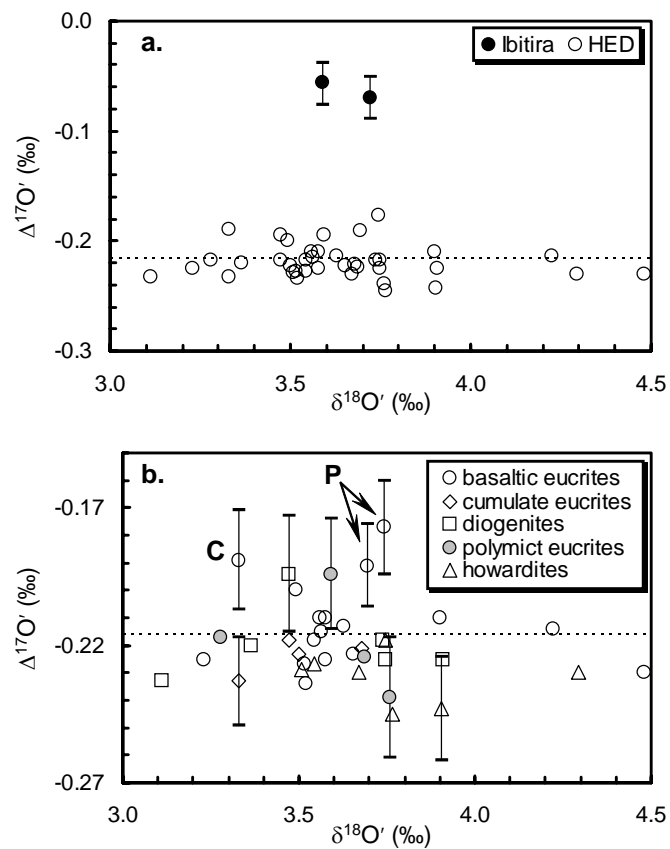 a.
Ibitira HED
0.0
-0.1
-0.2
-0.3
Δ¹⁷O′ (‰)
3.0 3.5 4.0 4.5
δ¹⁸O′ (‰)
b.
P
C
basaltic eucrites
cumulate eucrites
diogenites
polymict eucrites
howardites
-0.17
-0.22
-0.27
Δ¹⁷O′ (‰)
3.0 3.5 4.0 4.5
δ¹⁸O′ (‰)